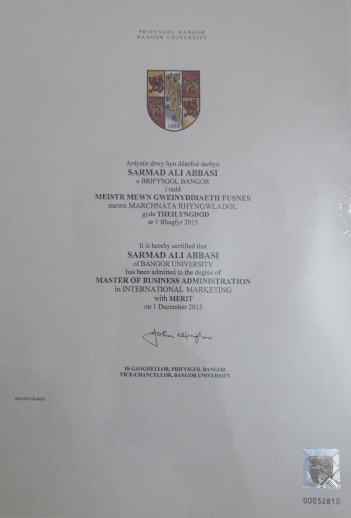 PRIFYSGOL BANGOR
BANGOR UNIVERSITY
1884
Ardystir drwy hyn ddarfod derbyn
SARMAD ALI ABBASI
o BRIFYSGOL BANGOR
i radd
MEISTR MEWN GWEINYDDIAETH FUSNES
mewn MARCHNATA RHYNGWLADOL
gyda THEILYNGDOD
ar 1 Rhagfyr 2015
It is hereby certified that
SARMAD ALI ABBASI
of BANGOR UNIVERSITY
has been admitted to the degree of
MASTER OF BUSINESS ADMINISTRATION
in INTERNATIONAL MARKETING
with MERIT
on 1 December 2015
John Hughes
IS-GANGHELLOR, PRIFYSGOL BANGOR
VICE-CHANCELLOR, BANGOR UNIVERSITY
00032810